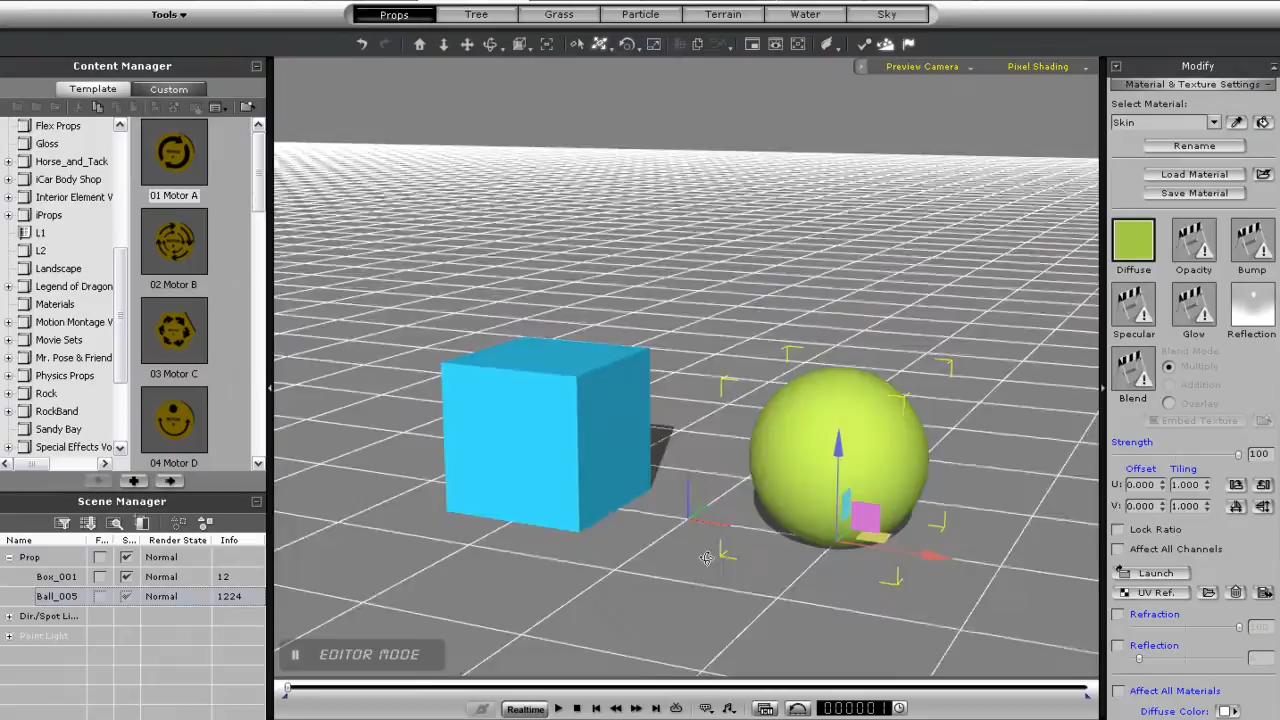 Tools
Props
Tree
Grass
Particle
Terrain
Water
Sky
Content Manager
Template
Custom
Flex Props
Gloss
Horse_and_Tack
iCar Body Shop
Interior Element V
iProps
L1
L2
Landscape
Legend of Dragon
Materials
Motion Montage V
Movie Sets
Mr. Pose & Friend
Physics Props
Rock
RockBand
Sandy Bay
Special Effects Vo
01 Motor A
02 Motor B
03 Motor C
04 Motor D
Scene Manager
Name F... S... Render State Info
Prop Normal
Box_001 Normal 12
Ball_005 Normal 1224
Dir./Spot Li...
Point Light
Preview Camera
Pixel Shading
EDITOR MODE
Realtime
000001
Modify
Material & Texture Settings
Select Material:
Skin
Rename
Load Material
Save Material
Diffuse Opacity Bump
Specular Glow Reflection
Blend Mode
Multiple
Addition
Overlay
Blend
Embed Texture
Strength
100
Offset Tiling
U: 0.000 1.000
V: 0.000 1.000
Lock Ratio
Affect All Channels
Launch
UV Ref.
Refraction
Reflection
Affect All Materials
Diffuse Color: